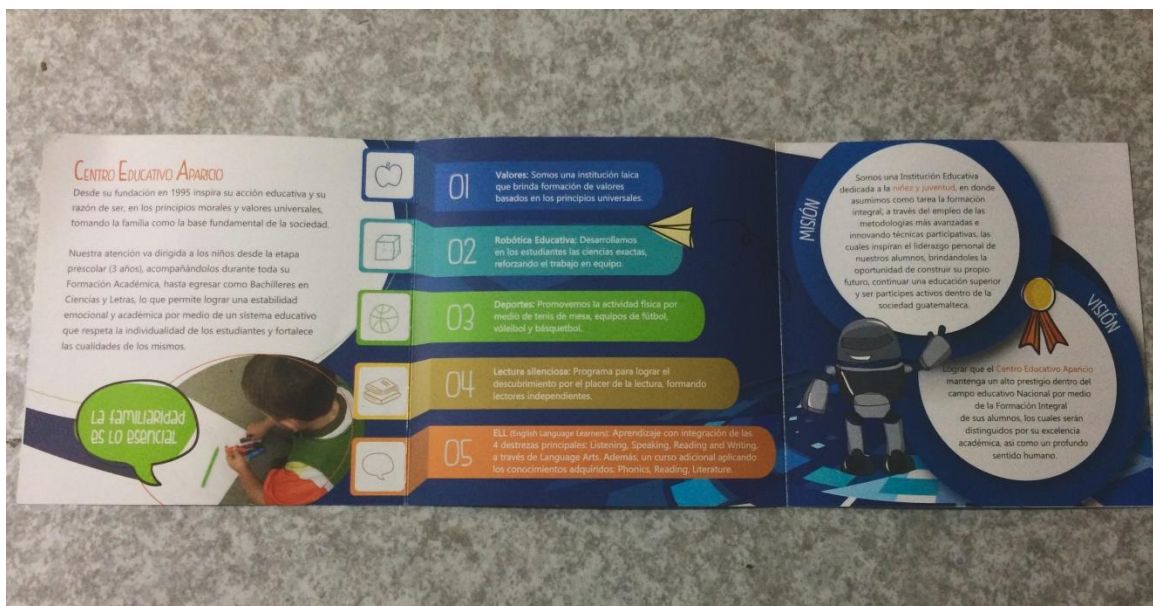 CENTRO EDUCATIVO APARICIO
Desde su fundación en 1995 inspira su acción educativa y su
razón de ser, en los principios morales y valores universales,
tomando la familia como la base fundamental de la sociedad.
Nuestra atención va dirigida a los niños desde la etapa
prescolar (3 años), acompañándolos durante toda su
Formación Académica, hasta egresar como Bachilleres en
Ciencias y Letras, lo que permite lograr una estabilidad
emocional y académica por medio de un sistema educativo
que respeta la individualidad de los estudiantes y fortalece
las cualidades de los mismos.
La familiaridad
es lo esencial
01
Valores: Somos una institución laica
que brinda formación de valores
basados en los principios universales.
02
Robótica Educativa: Desarrollamos
en los estudiantes las ciencias exactas,
reforzando el trabajo en equipo.
03
Deportes: Promovemos la actividad física por
medio de tenis de mesa, equipos de fútbol,
vóleibol y básquetbol.
04
Lectura silenciosa: Programa para lograr el
descubrimiento por el placer de la lectura, formando
lectores independientes.
05
ELL (English Language Learners): Aprendizaje con integración de las
4 destrezas principales: Listening, Speaking, Reading and Writing,
a través de Language Arts. Además, un curso adicional aplicando
los conocimientos adquiridos: Phonics, Reading, Literature.
MISIÓN
Somos una Institución Educativa
dedicada a la niñez y juventud, en donde
asumimos como tarea la formación
integral, a través del empleo de las
metodologías más avanzadas e
innovando técnicas participativas, las
cuales inspiran el liderazgo personal de
nuestros alumnos, brindándoles la
oportunidad de construir su propio
futuro, continuar una educación superior
y ser partícipes activos dentro de la
sociedad guatemalteca.
VISIÓN
Lograr que el Centro Educativo Aparicio
mantenga un alto prestigio dentro del
campo educativo Nacional por medio
de la Formación Integral
de sus alumnos, los cuales serán
distinguidos por su excelencia
académica, así como un profundo
sentido humano.